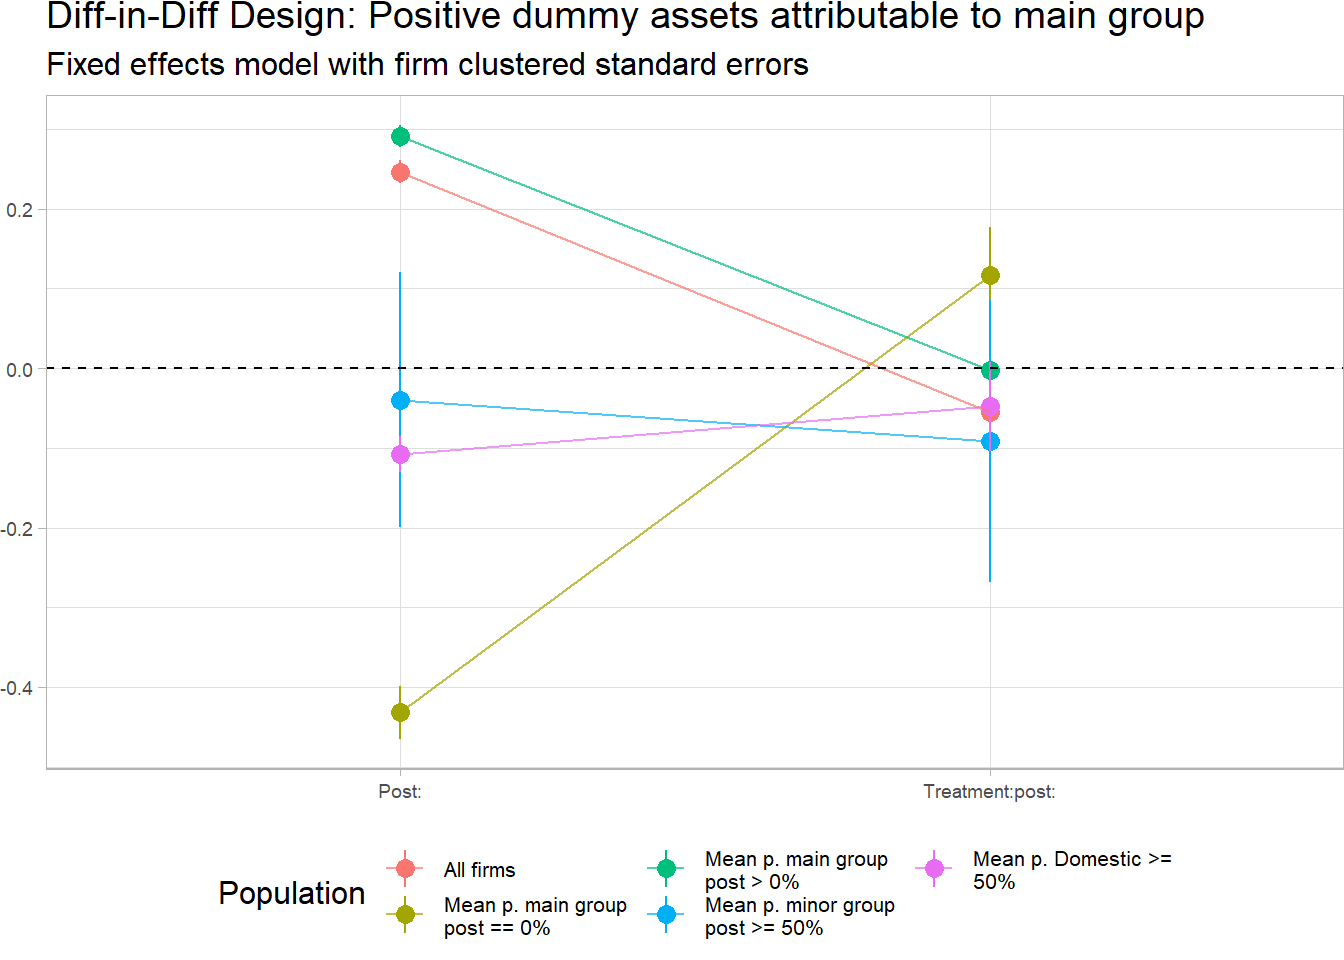 Diff-in-Diff Design: Positive dummy assets attributable to main group
Fixed effects model with firm clustered standard errors
0.2
0.0
-0.2
-0.4
Post:
Treatment:post:
Population
All firms
Mean p. main group
post == 0%
Mean p. main group
post > 0%
Mean p. minor group
post >= 50%
Mean p. Domestic >=
50%